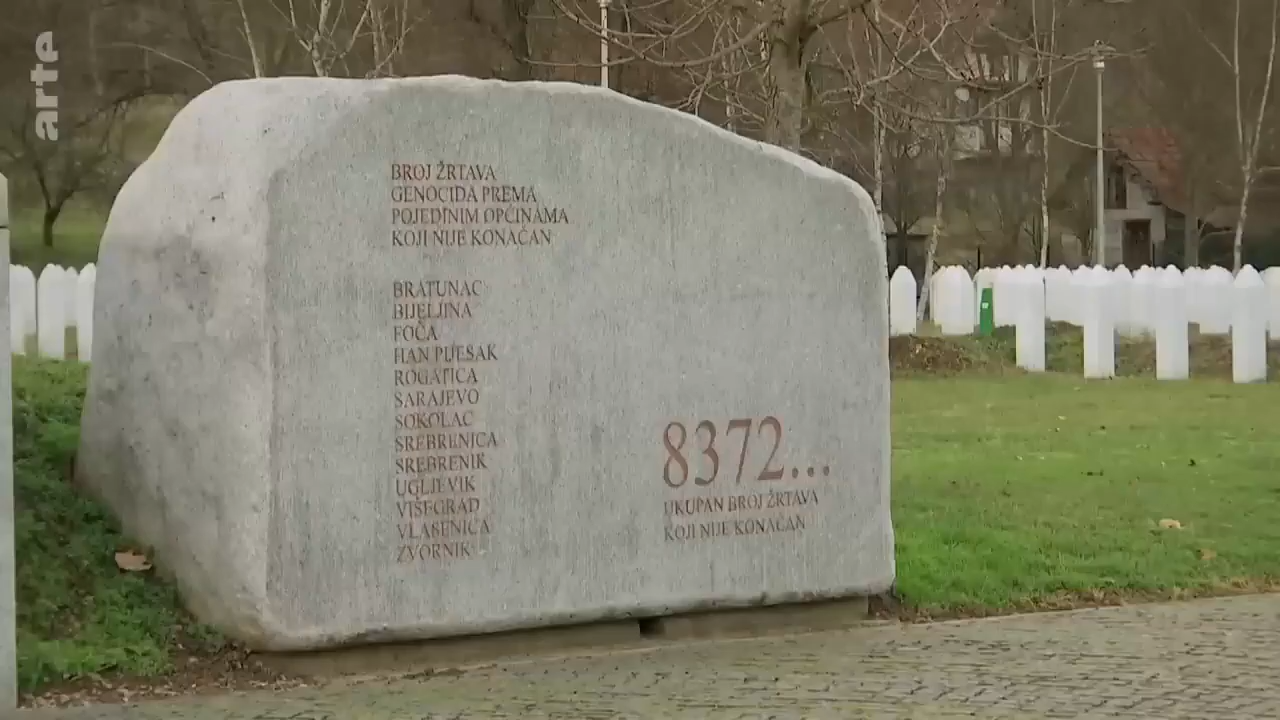 arte
BROJ ŽRTAVA
GENOCIDA PREMA
POJEDINIM OPĆINAMA
KOJI NIJE KONAČAN
BRATUNAC
BIJELJINA
FOČA
HAN PIJESAK
ROGATICA
SARAJEVO
SOKOLAC
SREBRENICA
SREBRENIK
UGLJEVIK
VIŠEGRAD
VLASENICA
ZVORNIK
8372...
UKUPAN BROJ ŽRTAVA
KOJI NIJE KONAČAN